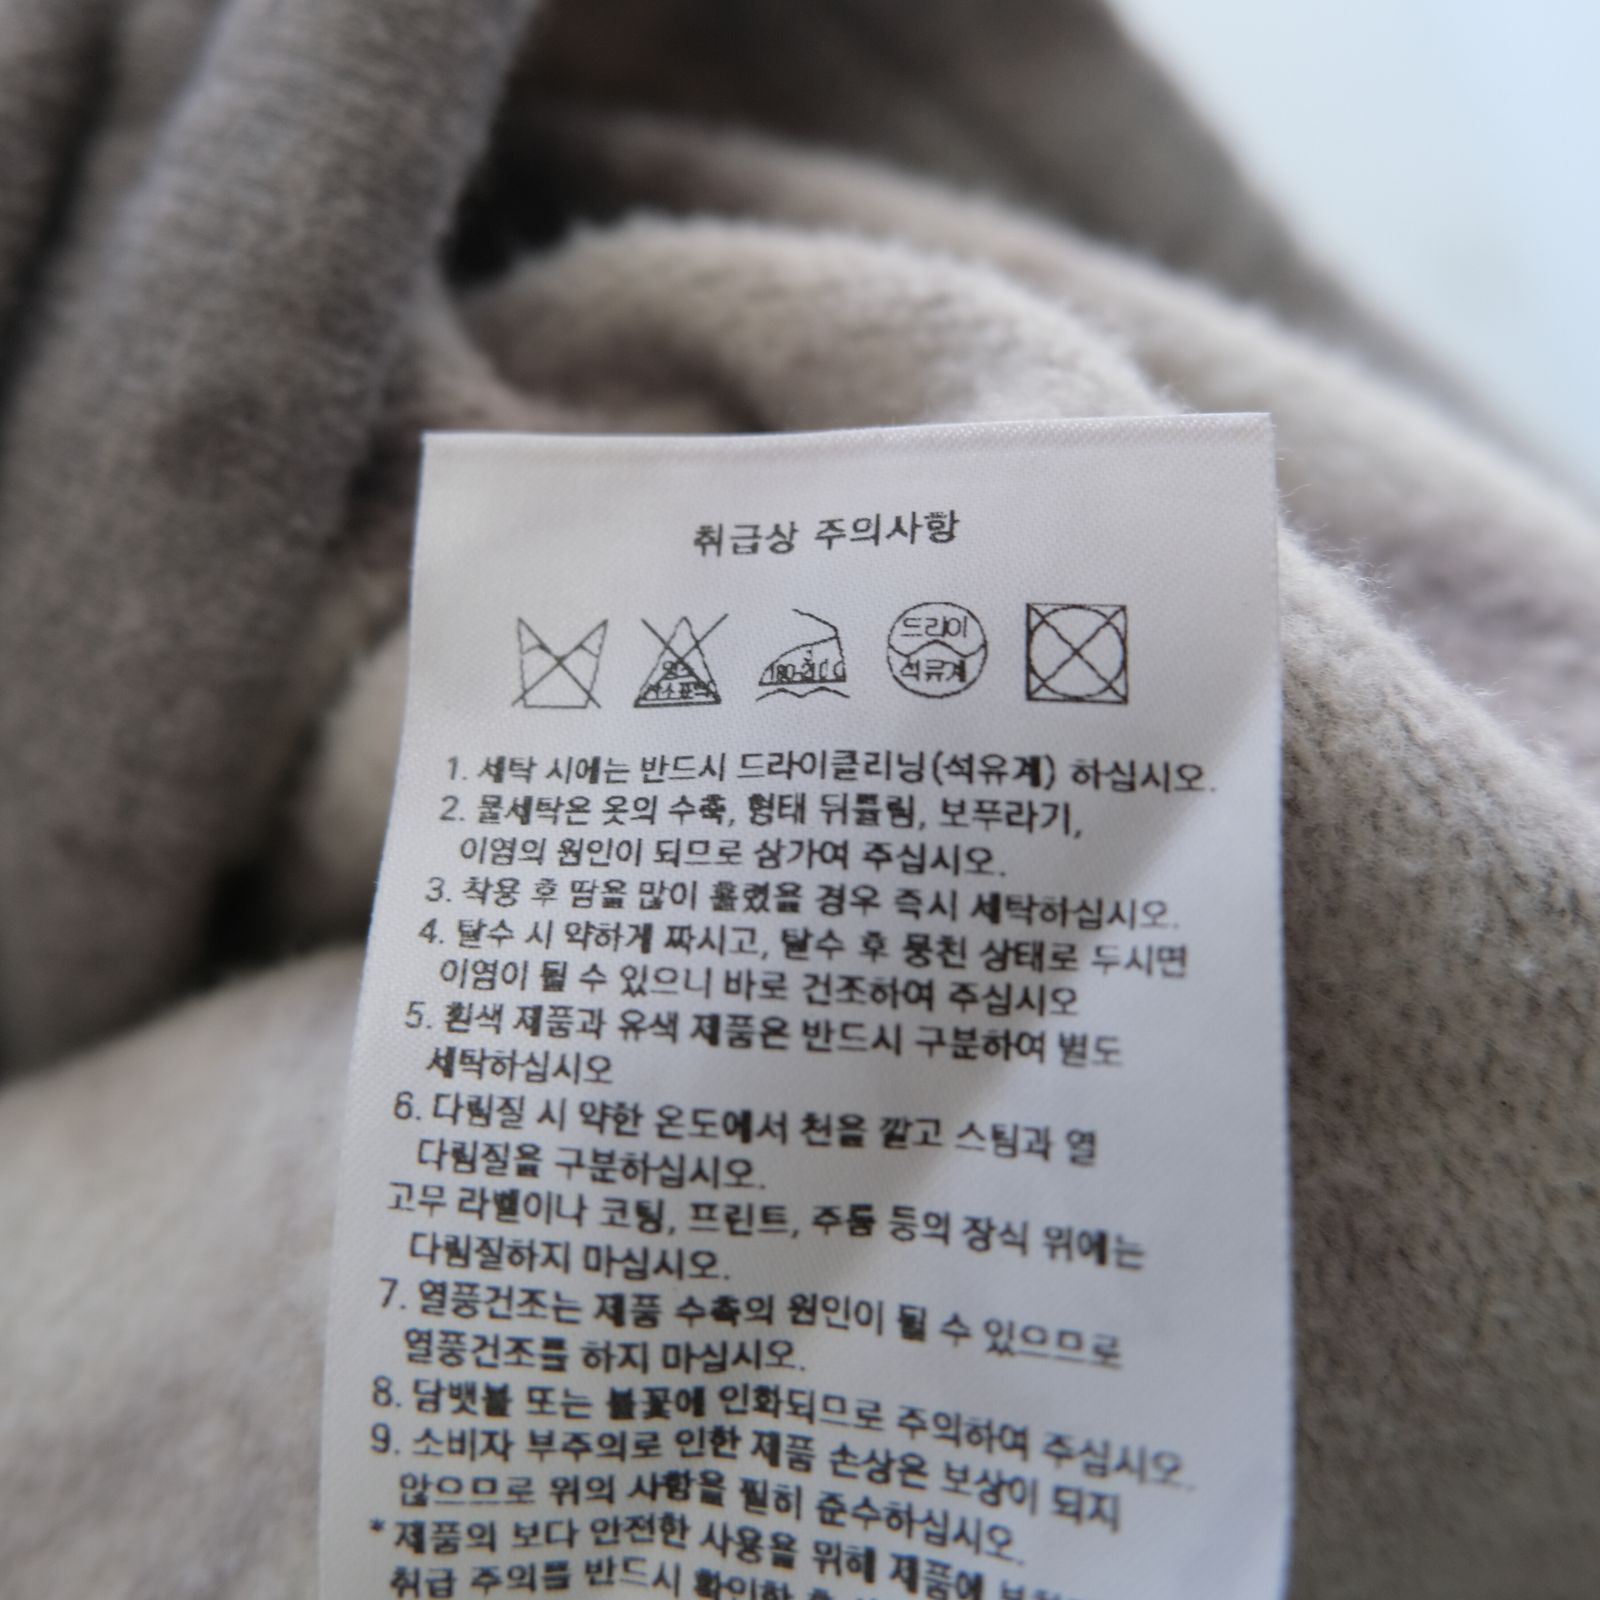 취급상 주의사항
드라이
석유계
1. 세탁 시에는 반드시 드라이클리닝(석유계) 하십시오.
2. 물세탁은 옷의 수축, 형태 뒤틀림, 보푸라기,
이염의 원인이 되므로 삼가여 주십시오.
3. 착용 후 땀을 많이 흘렸을 경우 즉시 세탁하십시오.
4. 탈수 시 약하게 짜시고, 탈수 후 뭉친 상태로 두시면
이염이 될 수 있으니 바로 건조하여 주십시오
5. 흰색 제품과 유색 제품은 반드시 구분하여 별도
세탁하십시오
6. 다림질 시 약한 온도에서 천을 깔고 스팀과 열
다림질을 구분하십시오.
고무 라벨이나 코팅, 프린트, 주름 등의 장식 위에는
다림질하지 마십시오.
7. 열풍건조는 제품 수축의 원인이 될 수 있으므로
열풍건조를 하지 마십시오.
8. 담뱃불 또는 불꽃에 인화되므로 주의하여 주십시오.
9. 소비자 부주의로 인한 제품 손상은 보상이 되지
않으므로 위의 사항을 필히 준수하십시오.
* 제품의 보다 안전한 사용을 위해 제품에
취급 주의를 반드시 확인한 후